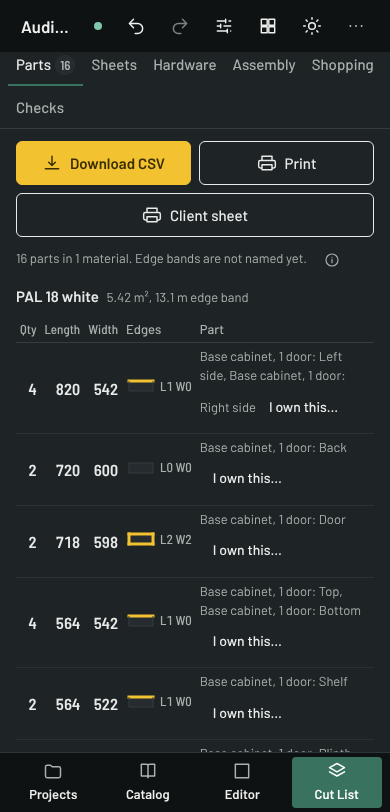 Audi...
Parts 16 Sheets Hardware Assembly Shopping
Checks
Download CSV
Print
Client sheet
16 parts in 1 material. Edge bands are not named yet.
PAL 18 white 5.42 m², 13.1 m edge band
Qty Length Width Edges Part
Base cabinet, 1 door: Left
side, Base cabinet, 1 door:
4 820 542 L1 W0
Right side I own this...
Base cabinet, 1 door: Back
2 720 600 L0 W0
I own this...
Base cabinet, 1 door: Door
2 718 598 L2 W2
I own this...
Base cabinet, 1 door: Top,
Base cabinet, 1 door: Bottom
4 564 542 L1 W0
I own this...
Base cabinet, 1 door: Shelf
2 564 522 L1 W0
I own this...
Base cabinet, 1 door: Plinth
Projects Catalog Editor Cut List